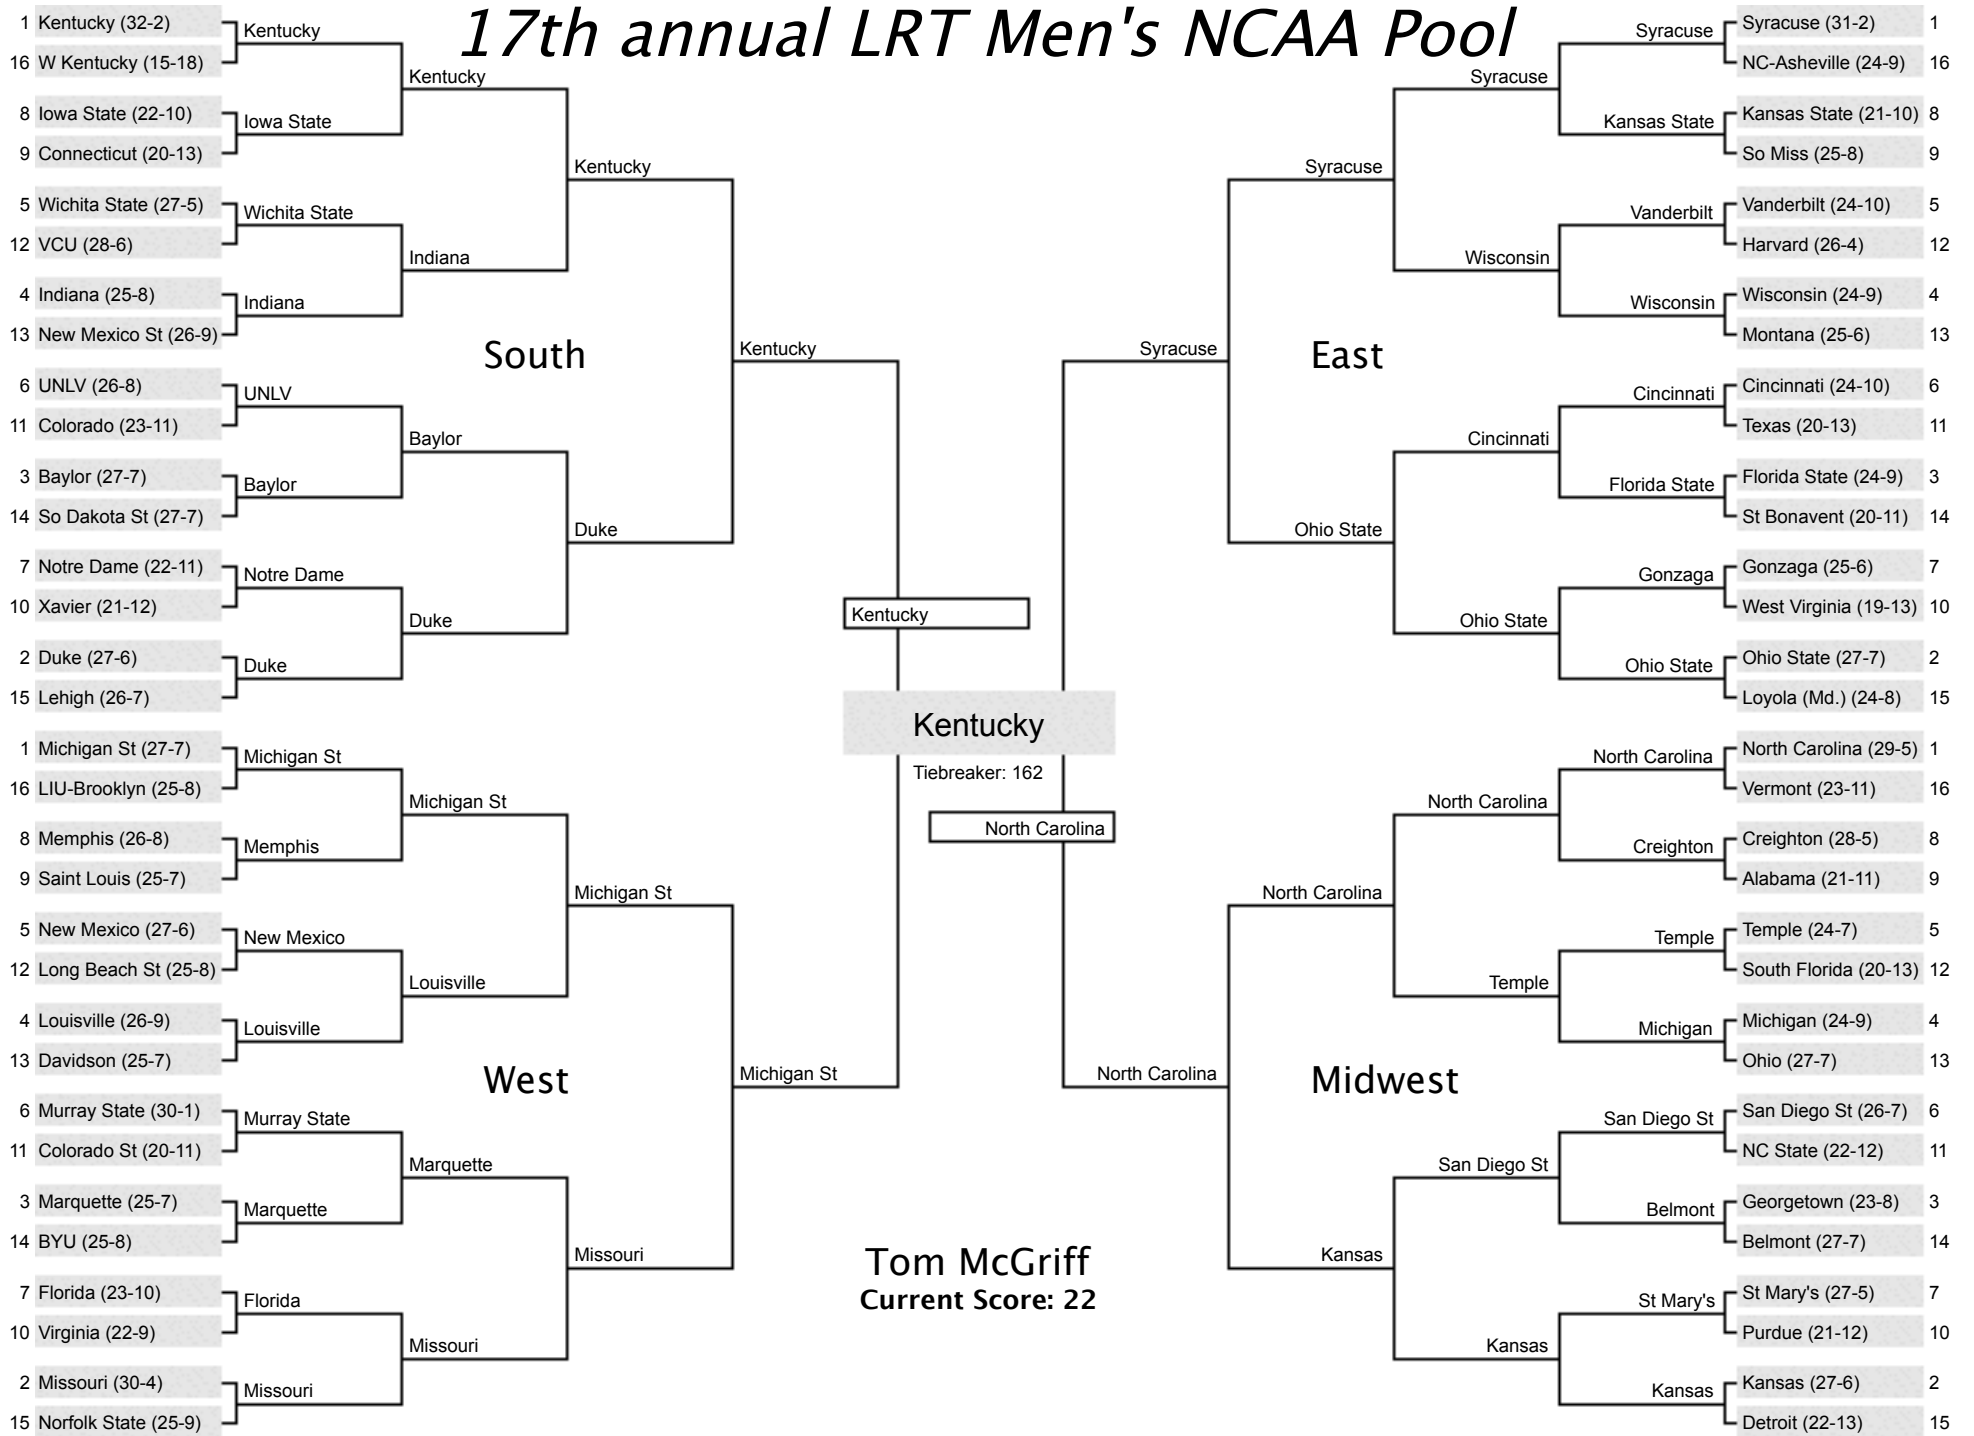 17th annual LRT Men's NCAA Pool
1 Kentucky (32-2)
16 W Kentucky (15-18)
8 Iowa State (22-10)
9 Connecticut (20-13)
5 Wichita State (27-5)
12 VCU (28-6)
4 Indiana (25-8)
13 New Mexico St (26-9)
6 UNLV (26-8)
11 Colorado (23-11)
3 Baylor (27-7)
14 So Dakota St (27-7)
7 Notre Dame (22-11)
10 Xavier (21-12)
2 Duke (27-6)
15 Lehigh (26-7)
Kentucky
Iowa State
Wichita State
Indiana
UNLV
Baylor
Notre Dame
Duke
Kentucky
Indiana
Baylor
Duke
Kentucky
Duke
Kentucky
South
1 Michigan St (27-7)
16 LIU-Brooklyn (25-8)
8 Memphis (26-8)
9 Saint Louis (25-7)
5 New Mexico (27-6)
12 Long Beach St (25-8)
4 Louisville (26-9)
13 Davidson (25-7)
6 Murray State (30-1)
11 Colorado St (20-11)
3 Marquette (25-7)
14 BYU (25-8)
7 Florida (23-10)
10 Virginia (22-9)
2 Missouri (30-4)
15 Norfolk State (25-9)
Michigan St
Memphis
New Mexico
Louisville
Murray State
Marquette
Florida
Missouri
Michigan St
Louisville
Marquette
Missouri
Michigan St
Missouri
Michigan St
West
Kentucky
Kentucky
Tiebreaker: 162
North Carolina
Tom McGriff
Current Score: 22
Syracuse (31-2) 1
NC-Asheville (24-9) 16
Kansas State (21-10) 8
So Miss (25-8) 9
Vanderbilt (24-10) 5
Harvard (26-4) 12
Wisconsin (24-9) 4
Montana (25-6) 13
Cincinnati (24-10) 6
Texas (20-13) 11
Florida State (24-9) 3
St Bonavent (20-11) 14
Gonzaga (25-6) 7
West Virginia (19-13) 10
Ohio State (27-7) 2
Loyola (Md.) (24-8) 15
Syracuse
Kansas State
Vanderbilt
Wisconsin
Cincinnati
Florida State
Gonzaga
Ohio State
Syracuse
Wisconsin
Cincinnati
Ohio State
Syracuse
Ohio State
Syracuse
East
North Carolina (29-5) 1
Vermont (23-11) 16
Creighton (28-5) 8
Alabama (21-11) 9
Temple (24-7) 5
South Florida (20-13) 12
Michigan (24-9) 4
Ohio (27-7) 13
San Diego St (26-7) 6
NC State (22-12) 11
Georgetown (23-8) 3
Belmont (27-7) 14
St Mary's (27-5) 7
Purdue (21-12) 10
Kansas (27-6) 2
Detroit (22-13) 15
North Carolina
Creighton
Temple
Michigan
San Diego St
Belmont
St Mary's
Kansas
North Carolina
Temple
San Diego St
Kansas
North Carolina
Kansas
North Carolina
Midwest